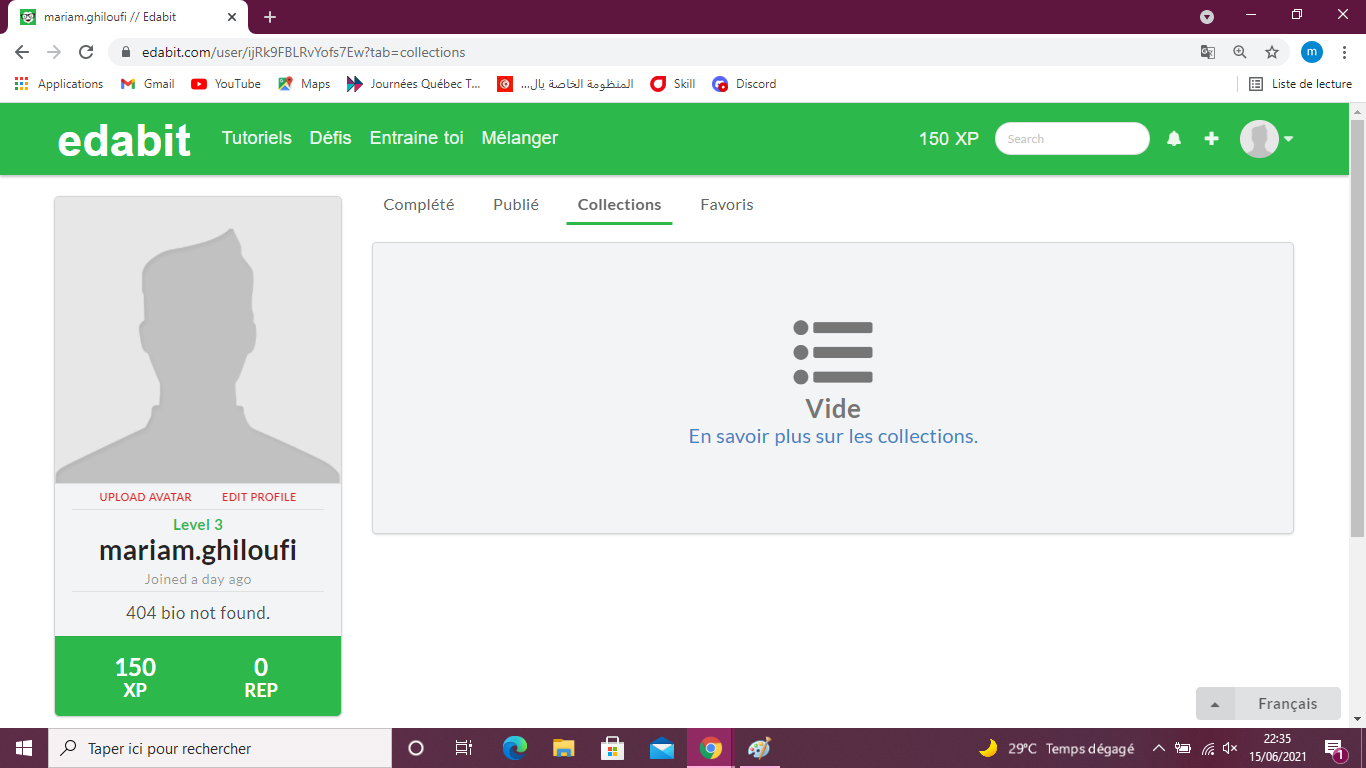 mariam.ghiloufi // Edabit
edabit.com/user/ijRk9FBLRvYofs7Ew?tab=collections
m
Applications Gmail YouTube Maps Journées Québec T... المنظومة الخاصة بال... Skill Discord Liste de lecture
edabit Tutoriels Défis Entraine toi Mélanger 150 XP Search
Complété Publié Collections Favoris
Vide
En savoir plus sur les collections.
UPLOAD AVATAR EDIT PROFILE
Level 3
mariam.ghiloufi
Joined a day ago
404 bio not found.
150 0
XP REP
Français
Taper ici pour rechercher
29°C Temps dégagé
22:35
15/06/2021
1